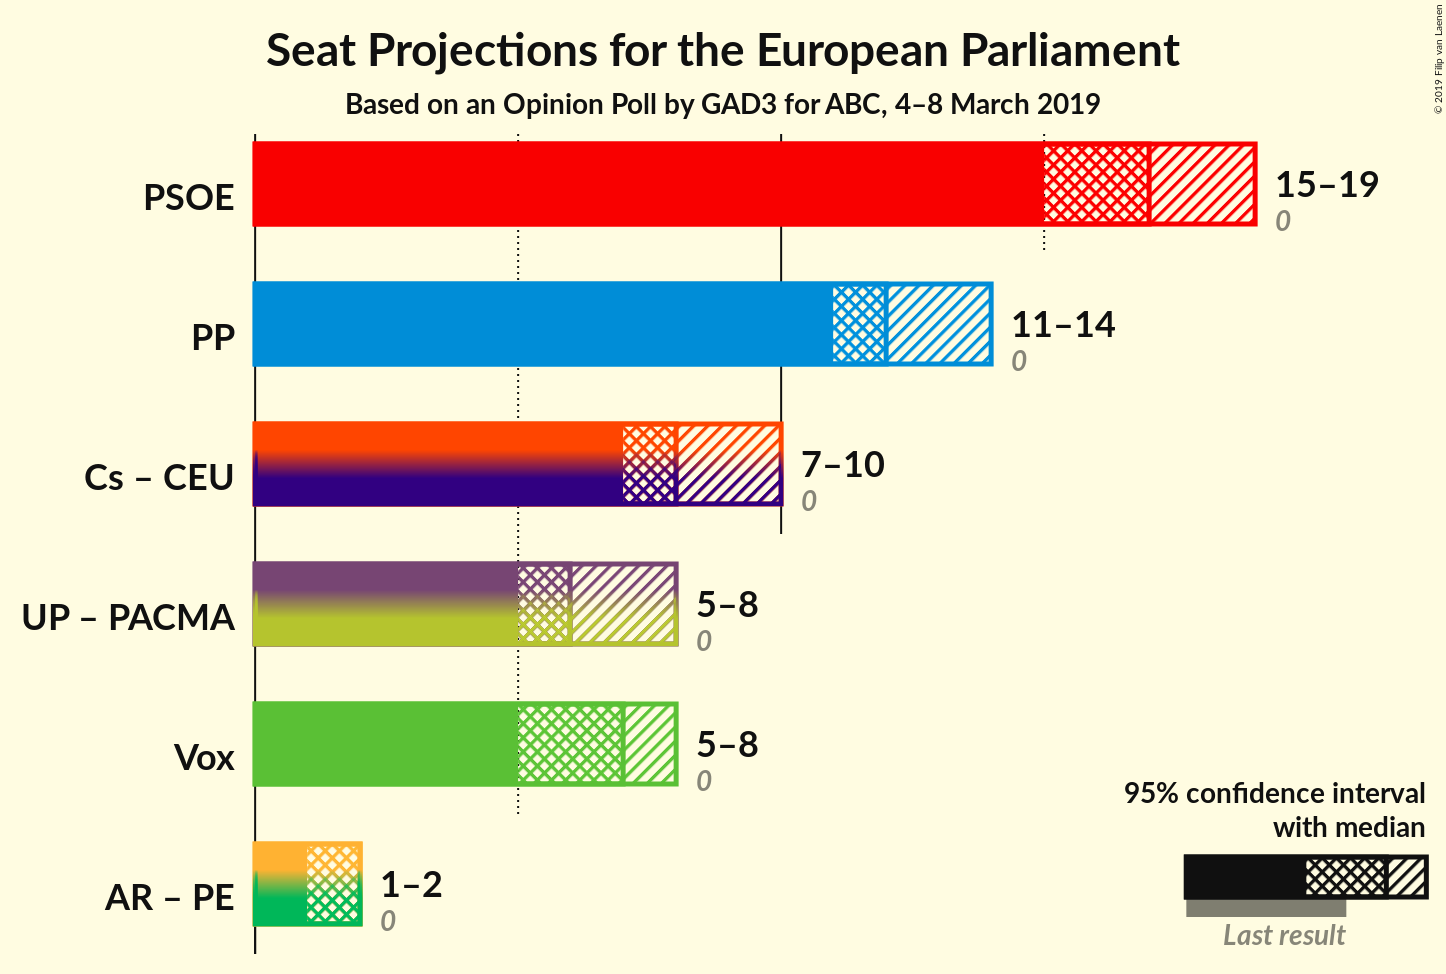 Seat Projections for the European Parliament
Based on an Opinion Poll by GAD3 for ABC, 4–8 March 2019
© 2019 Filip van Laenen
PSOE
15–19
0
PP
11–14
0
Cs – CEU
7–10
0
UP – PACMA
5–8
0
Vox
5–8
0
AR – PE
1–2
0
95% confidence interval
with median
Last result